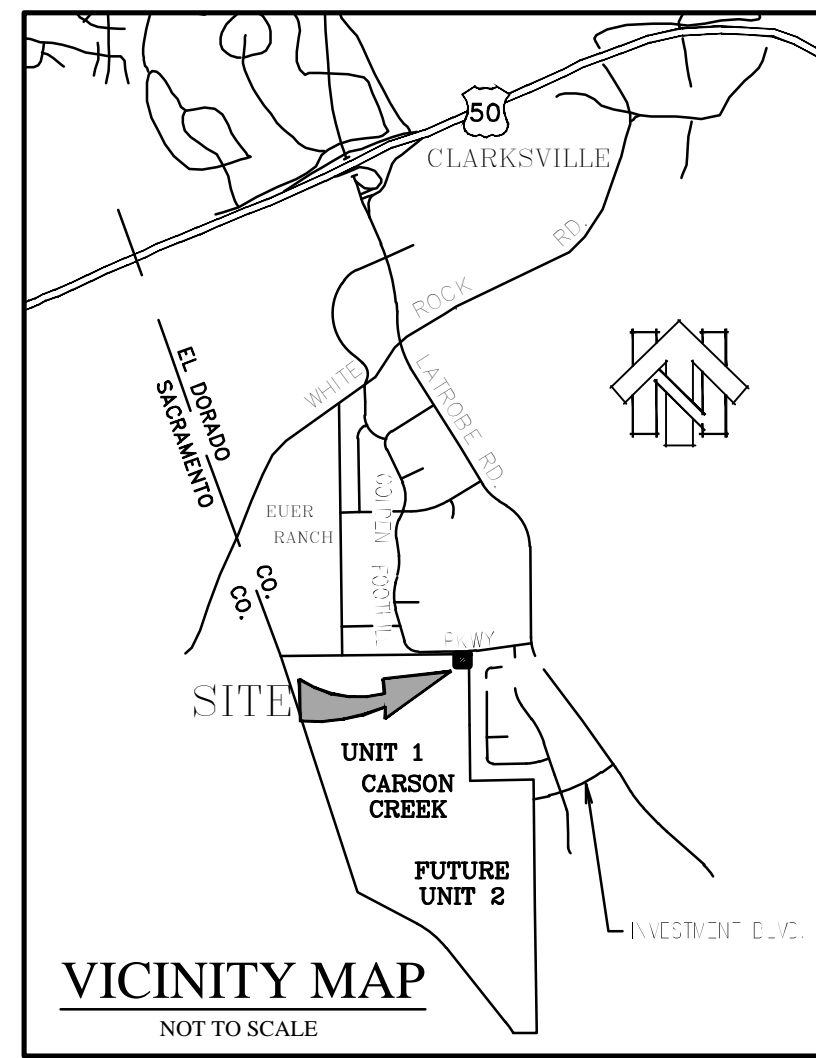 50
CLARKSVILLE
WHITE ROCK RD.
LATROBE RD.
EL DORADO CO.
SACRAMENTO CO.
EUER
RANCH
GOLDEN FOOTHILL PKWY
SITE
UNIT 1
CARSON
CREEK
FUTURE
UNIT 2
INVESTMENT BLVD.
N
VICINITY MAP
NOT TO SCALE